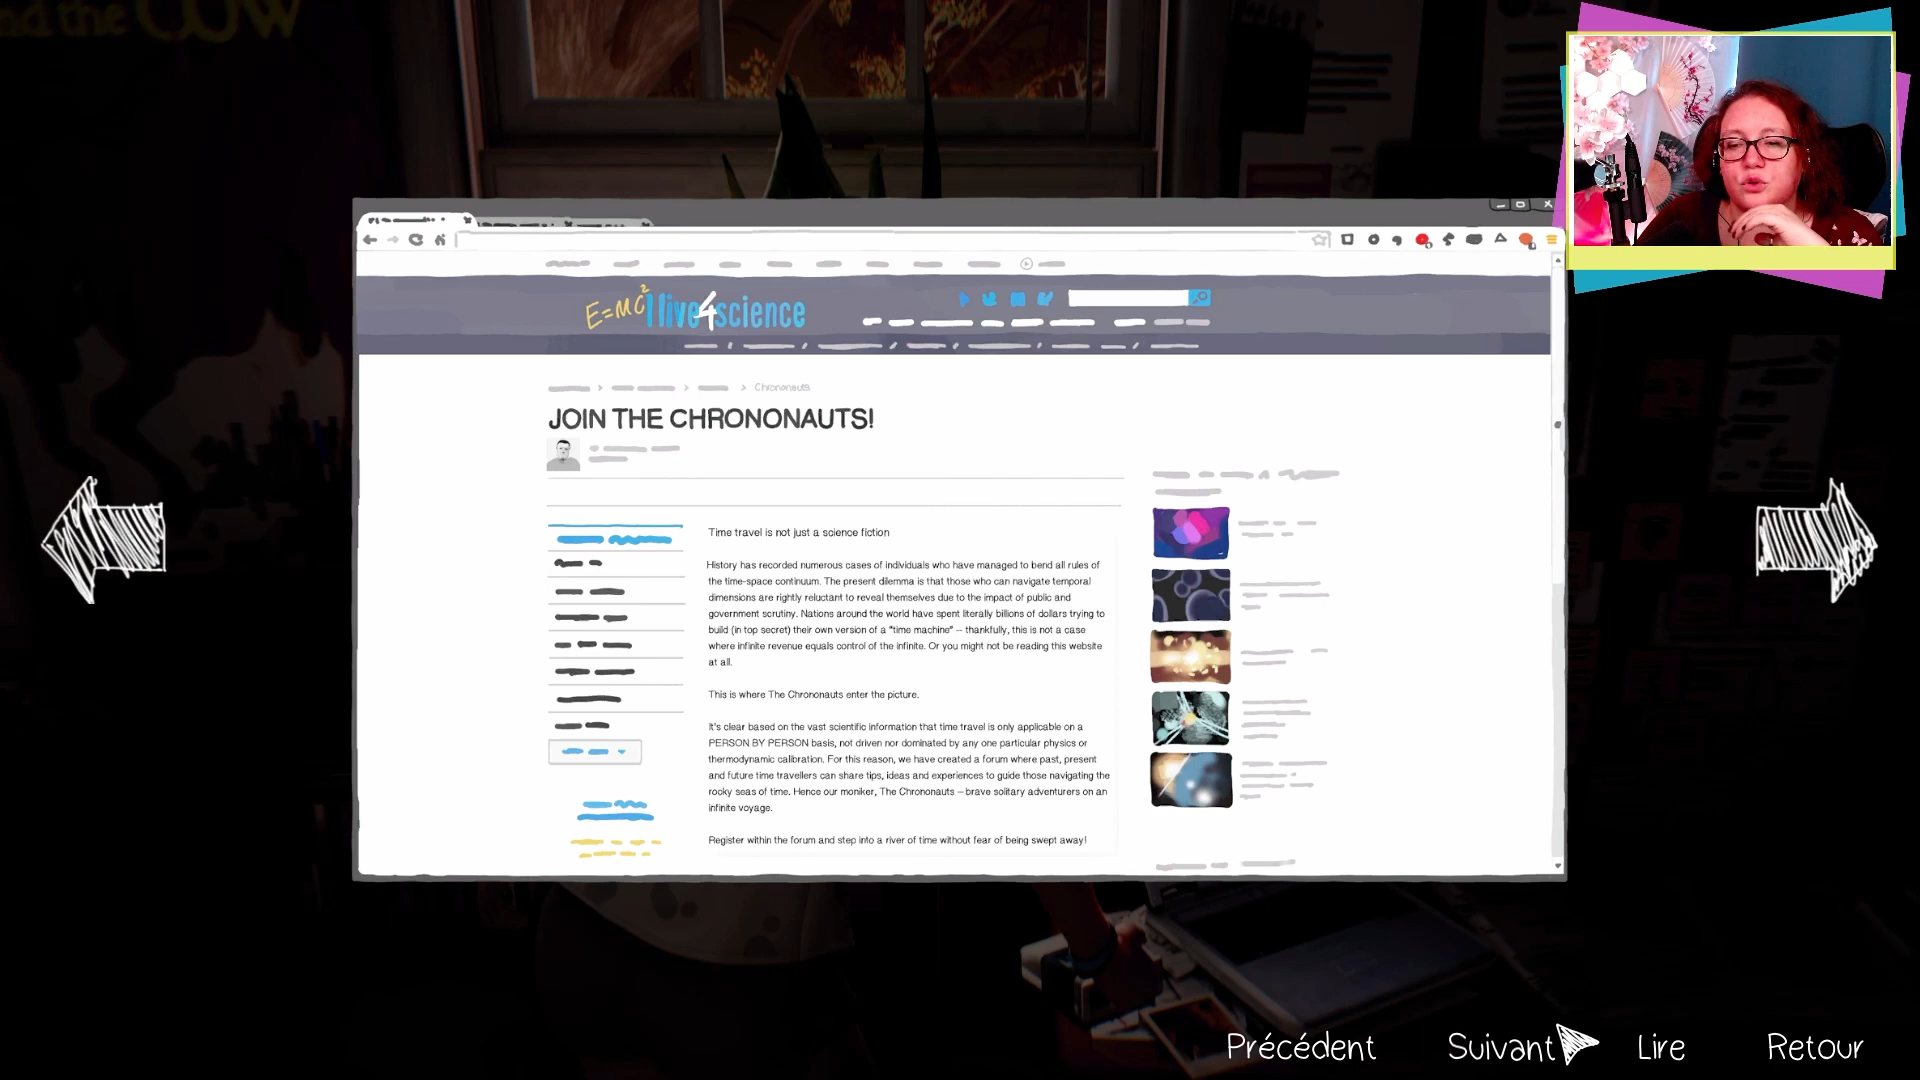 nd the COW
E=MC² I live4science
Chrononauts
JOIN THE CHRONONAUTS!
Time travel is not just a science fiction
History has recorded numerous cases of individuals who have managed to bend all rules of
the time-space continuum. The present dilemma is that those who can navigate temporal
dimensions are rightly reluctant to reveal themselves due to the impact of public and
government scrutiny. Nations around the world have spent literally billions of dollars trying to
build (in top secret) their own version of a "time machine" – thankfully, this is not a case
where infinite revenue equals control of the infinite. Or you might not be reading this website
at all.
This is where The Chrononauts enter the picture.
It's clear based on the vast scientific information that time travel is only applicable on a
PERSON BY PERSON basis, not driven nor dominated by any one particular physics or
thermodynamic calibration. For this reason, we have created a forum where past, present
and future time travellers can share tips, ideas and experiences to guide those navigating the
rocky seas of time. Hence our moniker, The Chrononauts – brave solitary adventurers on an
infinite voyage.
Register within the forum and step into a river of time without fear of being swept away!
Précédent Suivant Lire Retour